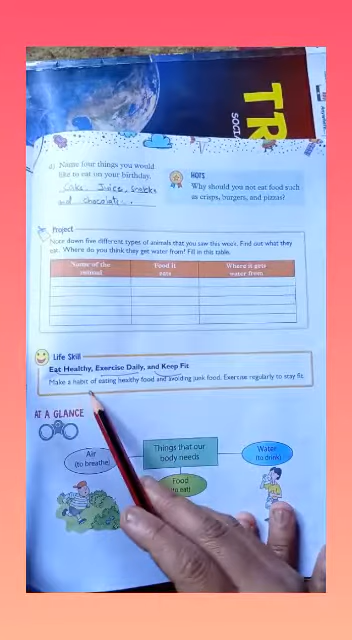 TR
SOCI
d) Name four things you would
like to eat on your birthday.
Cake, Juice, snacks
and chocolate.
HOTS
Why should you not eat food such
as crisps, burgers, and pizzas?
Project
Note down five different types of animals that you saw this week. Find out what they
eat. Where do you think they get water from? Fill in this table.
Name of the animal Food it eats Where it gets water from
Life Skill
Eat Healthy, Exercise Daily, and Keep Fit
Make a habit of eating healthy food and avoiding junk food. Exercise regularly to stay fit.
AT A GLANCE
Air
(to breathe)
Things that our
body needs
Water
(to drink)
Food
(to eat)